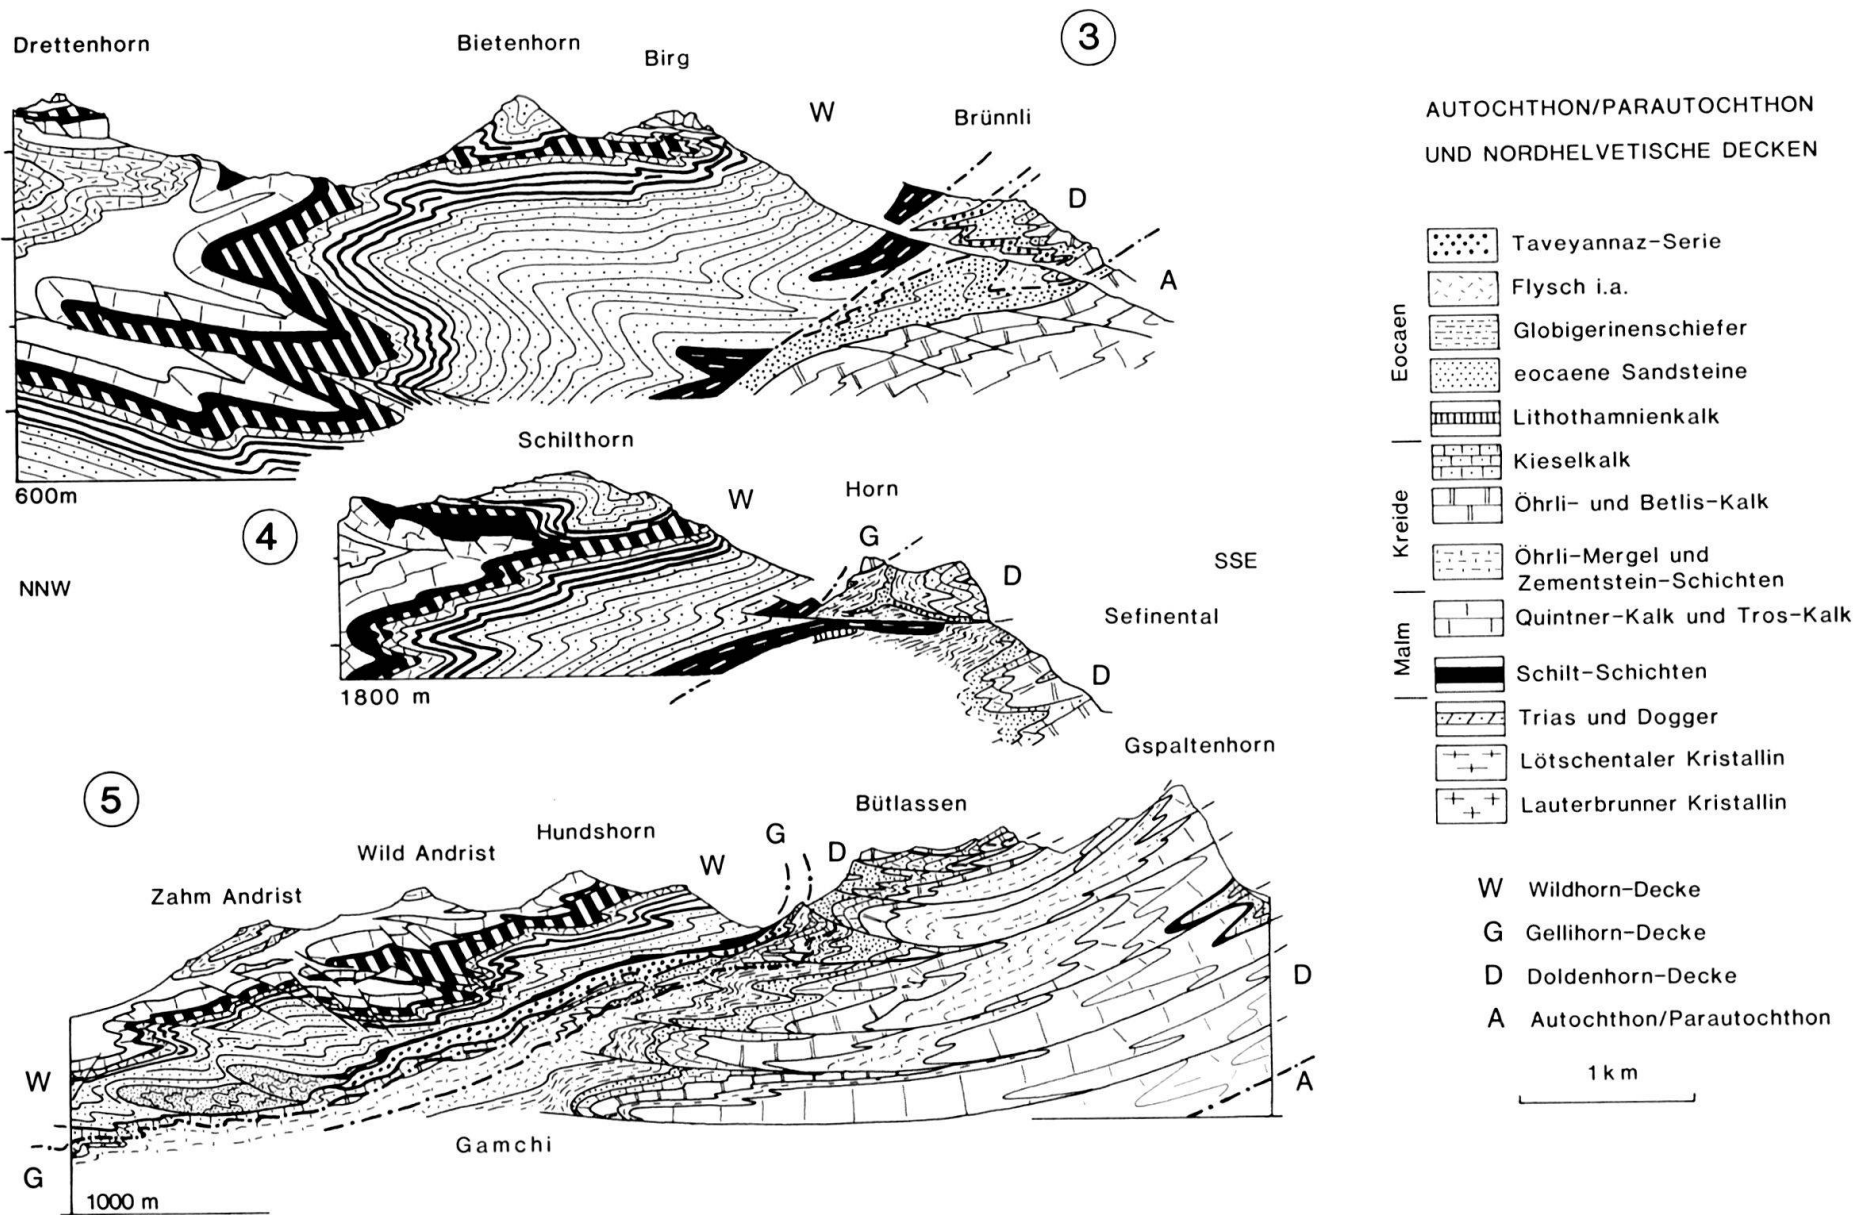 Drettenhorn
Bietenhorn
Birg
3
W
Brünnli
D
A
600m
Schilthorn
4
W
Horn
G
D
SSE
NNW
Sefinental
D
1800 m
Gspaltenhorn
5
Bütlassen
Hundshorn
G
D
Wild Andrist
W
Zahm Andrist
D
W
A
Gamchi
G
1000 m
AUTOCHTHON/PARAUTOCHTHON
UND NORDHELVETISCHE DECKEN
Eocaen
Taveyannaz-Serie
Flysch i.a.
Globigerinenschiefer
eocaene Sandsteine
Lithothamnienkalk
Kreide
Kieselkalk
Öhrli- und Betlis-Kalk
Öhrli-Mergel und
Zementstein-Schichten
Malm
Quintner-Kalk und Tros-Kalk
Schilt-Schichten
Trias und Dogger
Lötschentaler Kristallin
Lauterbrunner Kristallin
W Wildhorn-Decke
G Gellihorn-Decke
D Doldenhorn-Decke
A Autochthon/Parautochthon
1 km